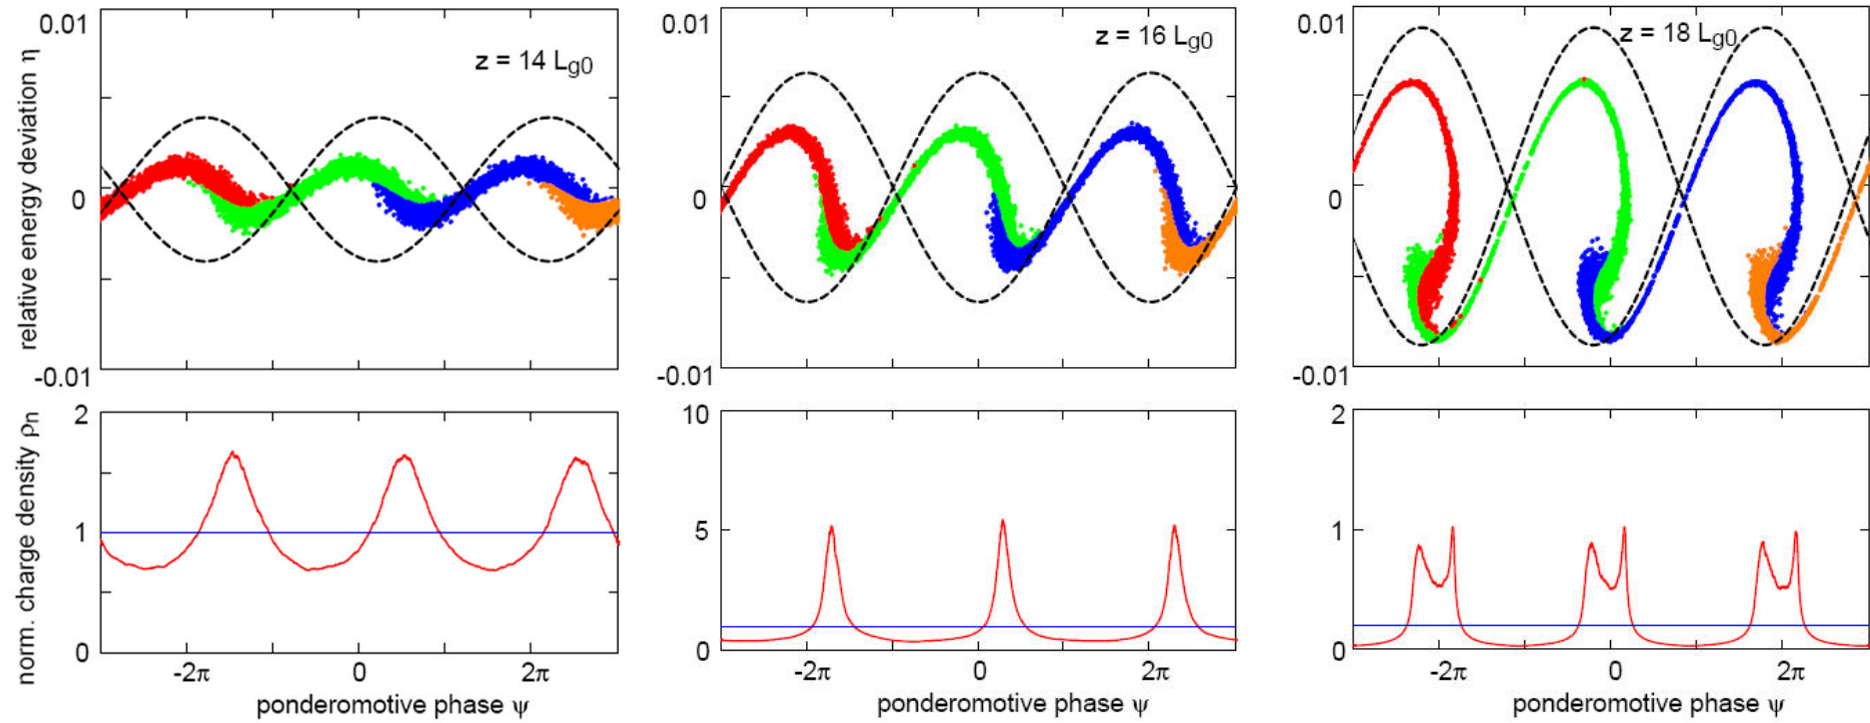 relative energy deviation η
0.01
0
-0.01
z = 14 Lg0
0.01
0
-0.01
z = 16 Lg0
0.01
0
-0.01
z = 18 Lg0
norm. charge density ρn
2
1
0
-2π 0 2π
ponderomotive phase ψ
10
5
0
-2π 0 2π
ponderomotive phase ψ
2
1
0
-2π 0 2π
ponderomotive phase ψ